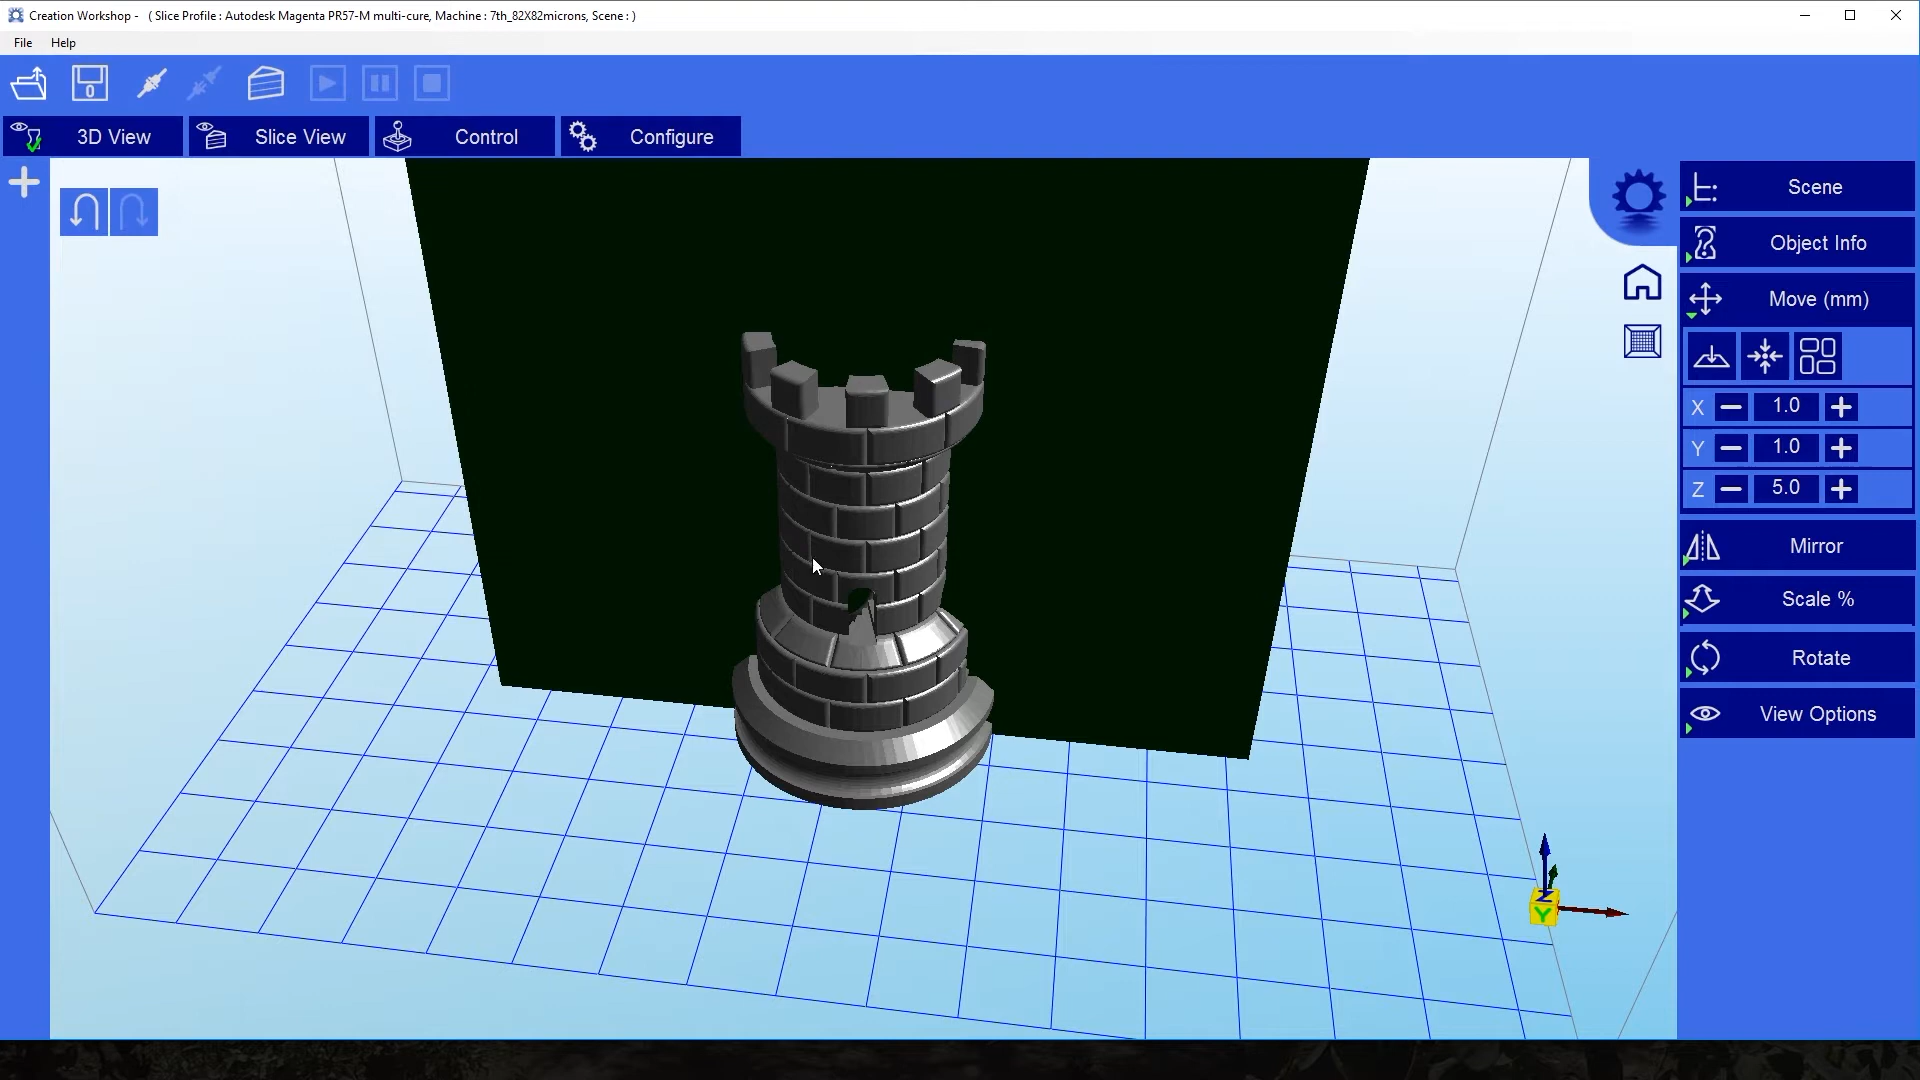 Creation Workshop -   ( Slice Profile : Autodesk Magenta PR57-M multi-cure, Machine : 7th_82X82microns, Scene : )
File Help
3D View Slice View Control Configure
Scene
Object Info
Move (mm)
X 1.0
Y 1.0
Z 5.0
Mirror
Scale %
Rotate
View Options
Z
Y